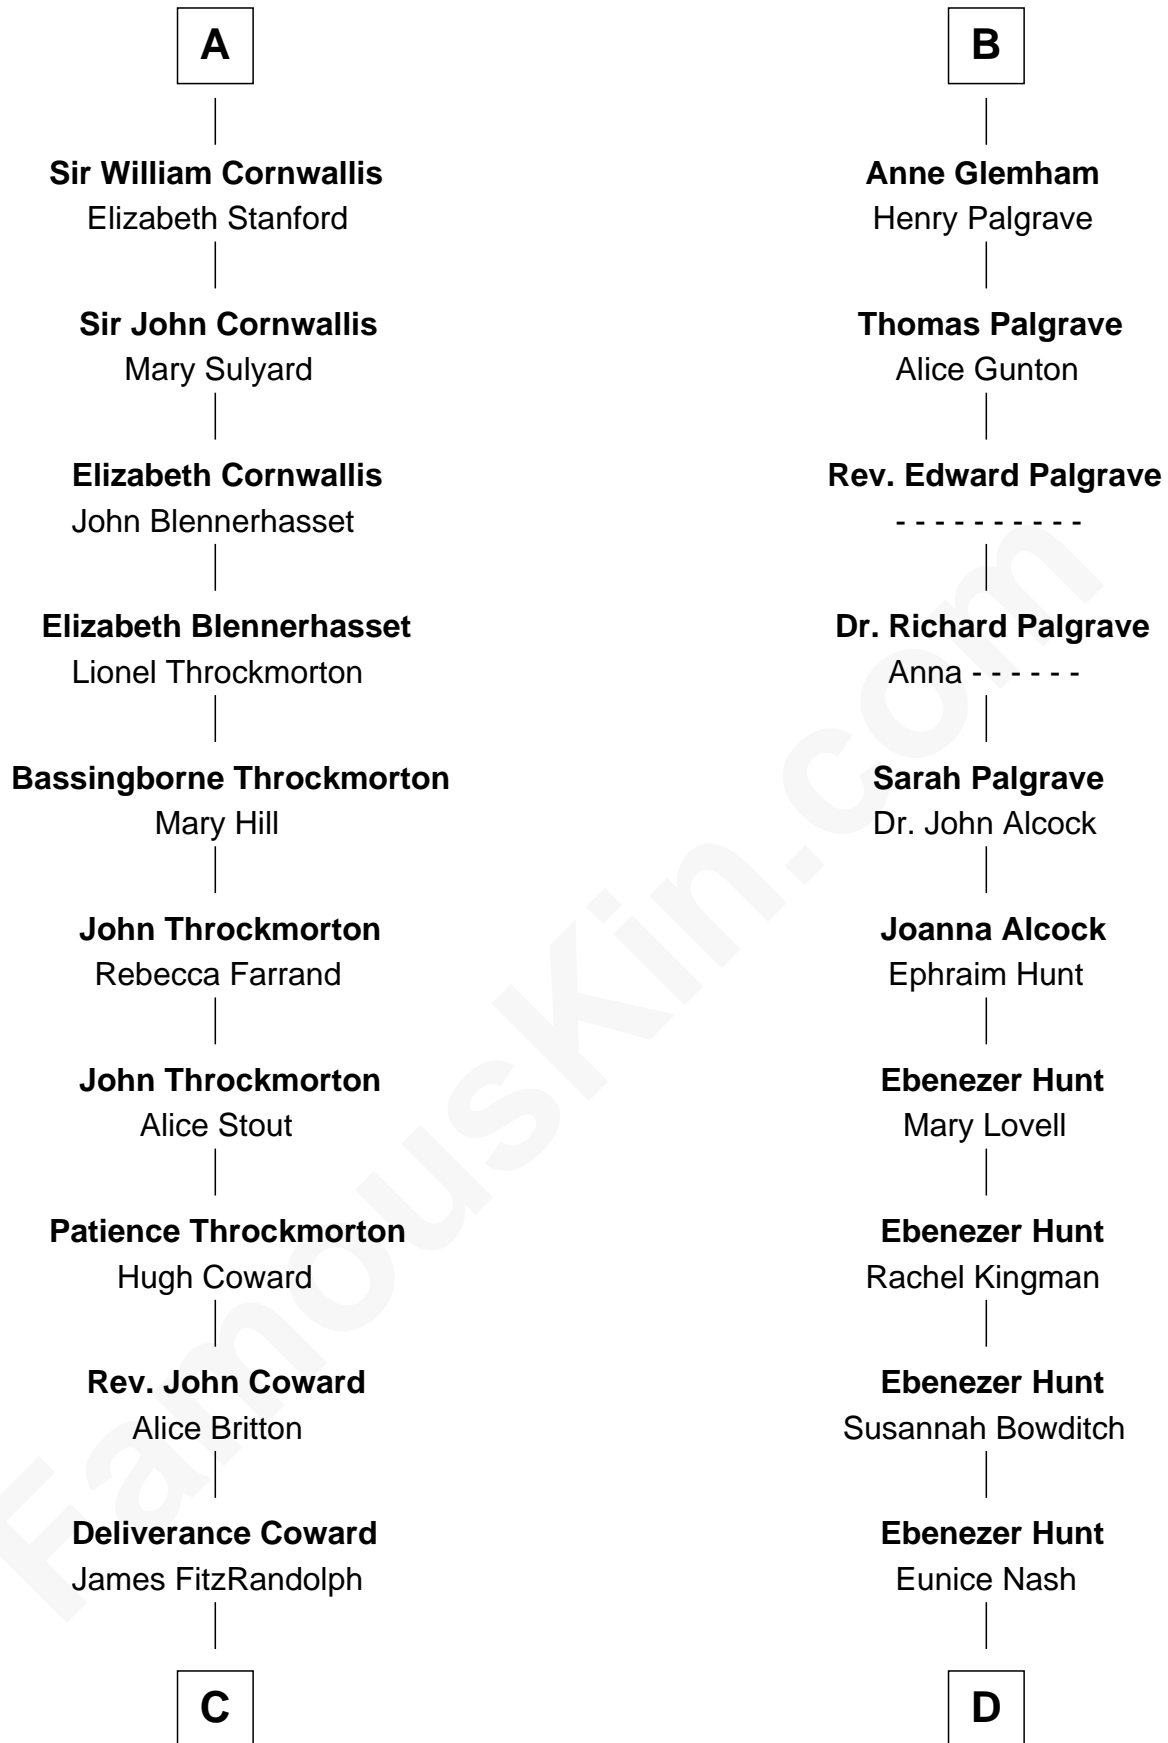 A
Sir William Cornwallis
Elizabeth Stanford
Sir John Cornwallis
Mary Sulyard
Elizabeth Cornwallis
John Blennerhasset
Elizabeth Blennerhasset
Lionel Throckmorton
Bassingborne Throckmorton
Mary Hill
John Throckmorton
Rebecca Farrand
John Throckmorton
Alice Stout
Patience Throckmorton
Hugh Coward
Rev. John Coward
Alice Britton
Deliverance Coward
James FitzRandolph
C
B
Anne Glemham
Henry Palgrave
Thomas Palgrave
Alice Gunton
Rev. Edward Palgrave
- - - - - - - - - -
Dr. Richard Palgrave
Anna - - - - - -
Sarah Palgrave
Dr. John Alcock
Joanna Alcock
Ephraim Hunt
Ebenezer Hunt
Mary Lovell
Ebenezer Hunt
Rachel Kingman
Ebenezer Hunt
Susannah Bowditch
Ebenezer Hunt
Eunice Nash
D
FamousKin.com